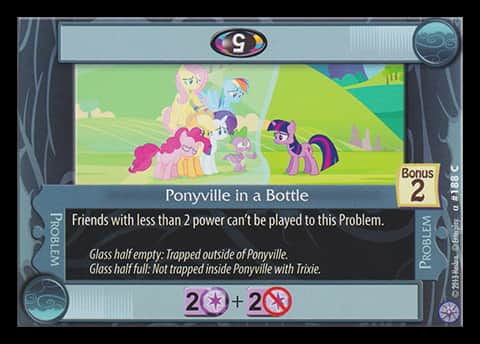 5
Ponyville in a Bottle
Bonus
2
Friends with less than 2 power can't be played to this Problem.
Glass half empty: Trapped outside of Ponyville.
Glass half full: Not trapped inside Ponyville with Trixie.
PROBLEM
PROBLEM
α #188 C
© 2013 Hasbro. © Enterplay
2 + 2